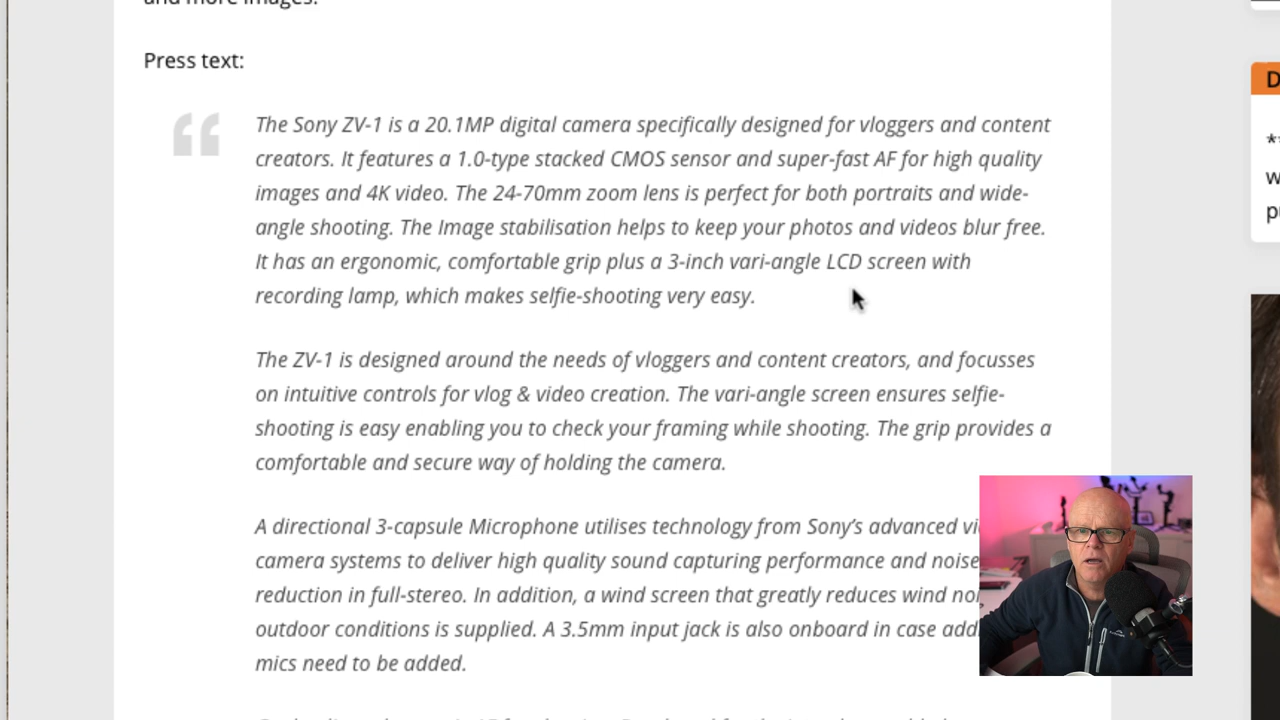 and more images.
Press text:
The Sony ZV-1 is a 20.1MP digital camera specifically designed for vloggers and content
creators. It features a 1.0-type stacked CMOS sensor and super-fast AF for high quality
images and 4K video. The 24-70mm zoom lens is perfect for both portraits and wide-
angle shooting. The Image stabilisation helps to keep your photos and videos blur free.
It has an ergonomic, comfortable grip plus a 3-inch vari-angle LCD screen with
recording lamp, which makes selfie-shooting very easy.
The ZV-1 is designed around the needs of vloggers and content creators, and focusses
on intuitive controls for vlog & video creation. The vari-angle screen ensures selfie-
shooting is easy enabling you to check your framing while shooting. The grip provides a
comfortable and secure way of holding the camera.
A directional 3-capsule Microphone utilises technology from Sony's advanced
camera systems to deliver high quality sound capturing performance and noise
reduction in full-stereo. In addition, a wind screen that greatly reduces wind
outdoor conditions is supplied. A 3.5mm input jack is also onboard in case
mics need to be added.